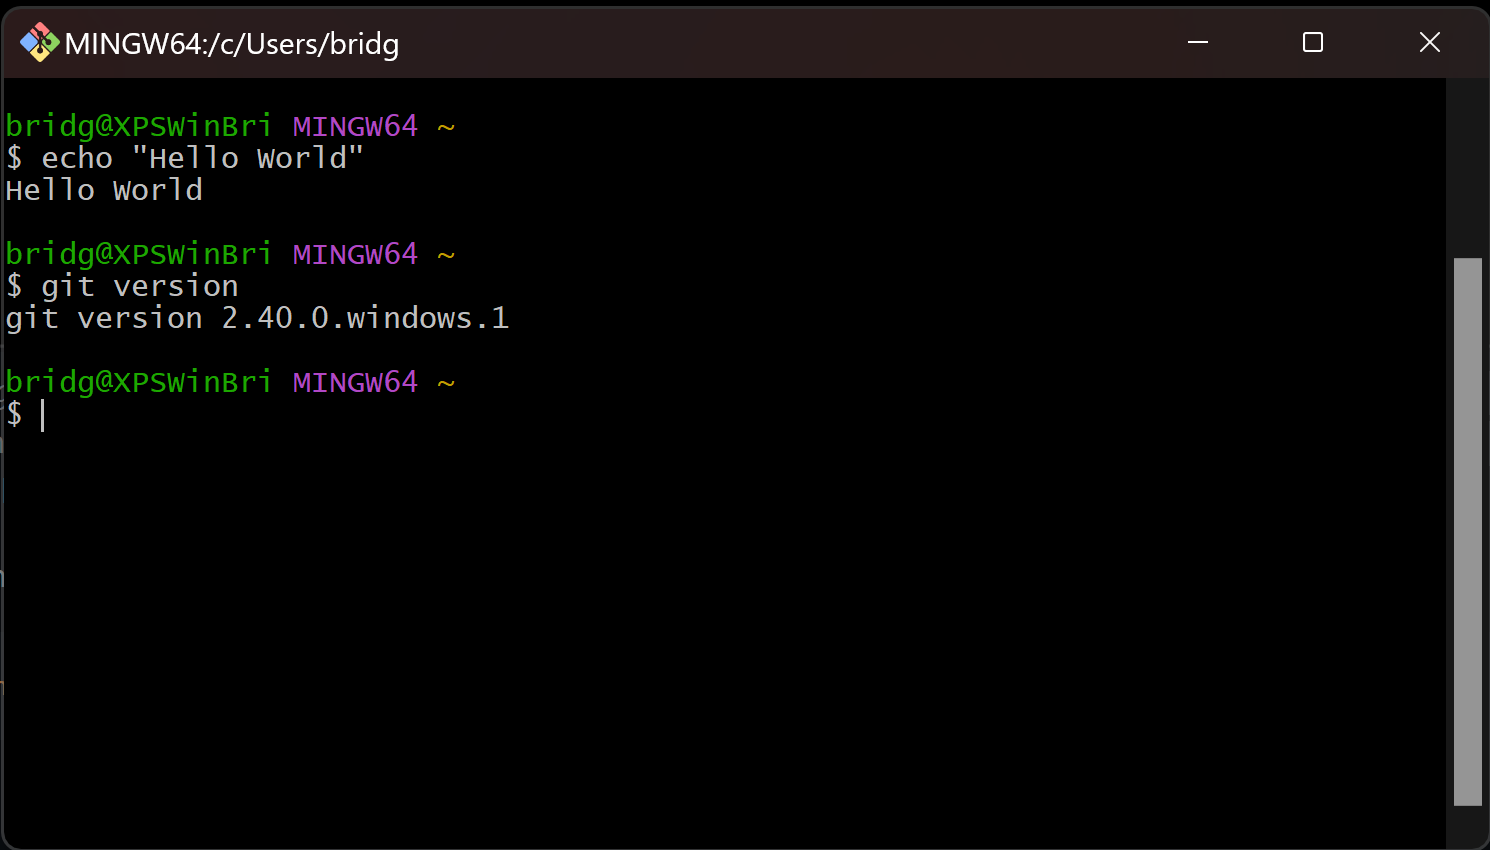 MINGW64:/c/Users/bridg
bridg@XPSWinBri MINGW64 ~
$ echo "Hello World"
Hello World
bridg@XPSWinBri MINGW64 ~
$ git version
git version 2.40.0.windows.1
bridg@XPSWinBri MINGW64 ~
$